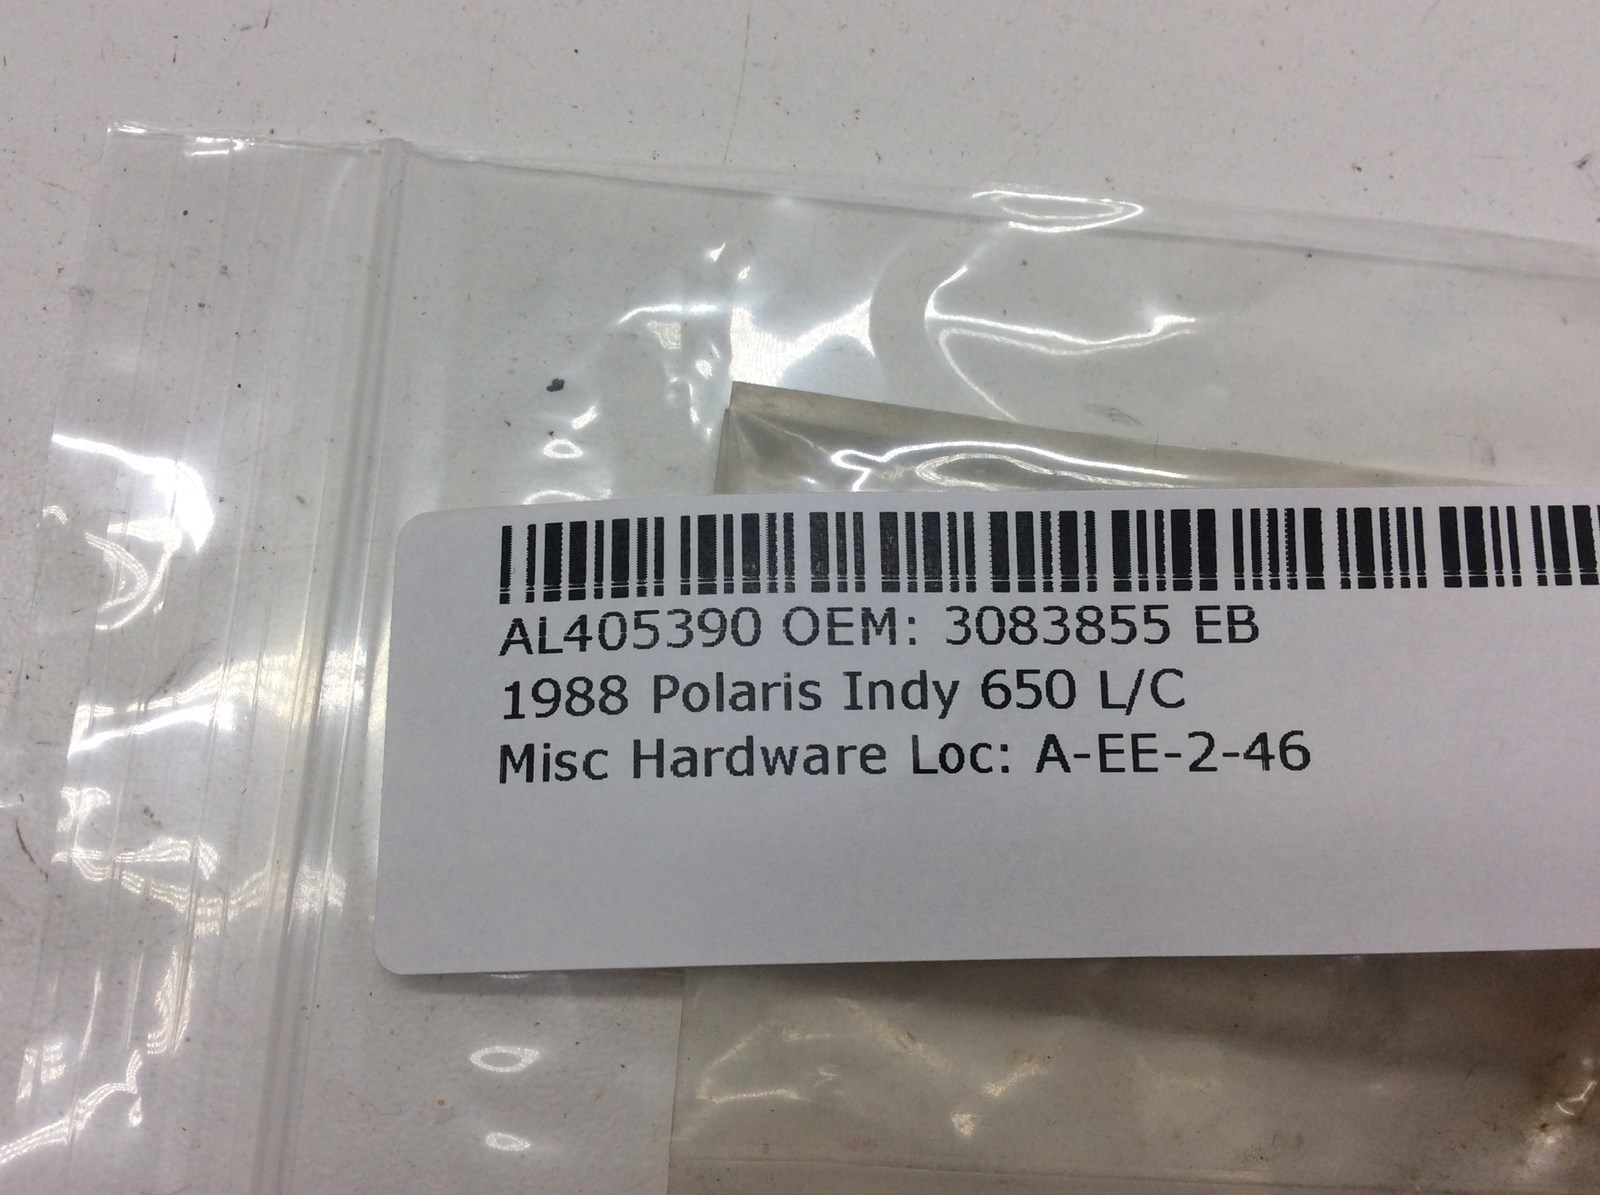 AL405390 OEM: 3083855 EB
1988 Polaris Indy 650 L/C
Misc Hardware Loc: A-EE-2-46